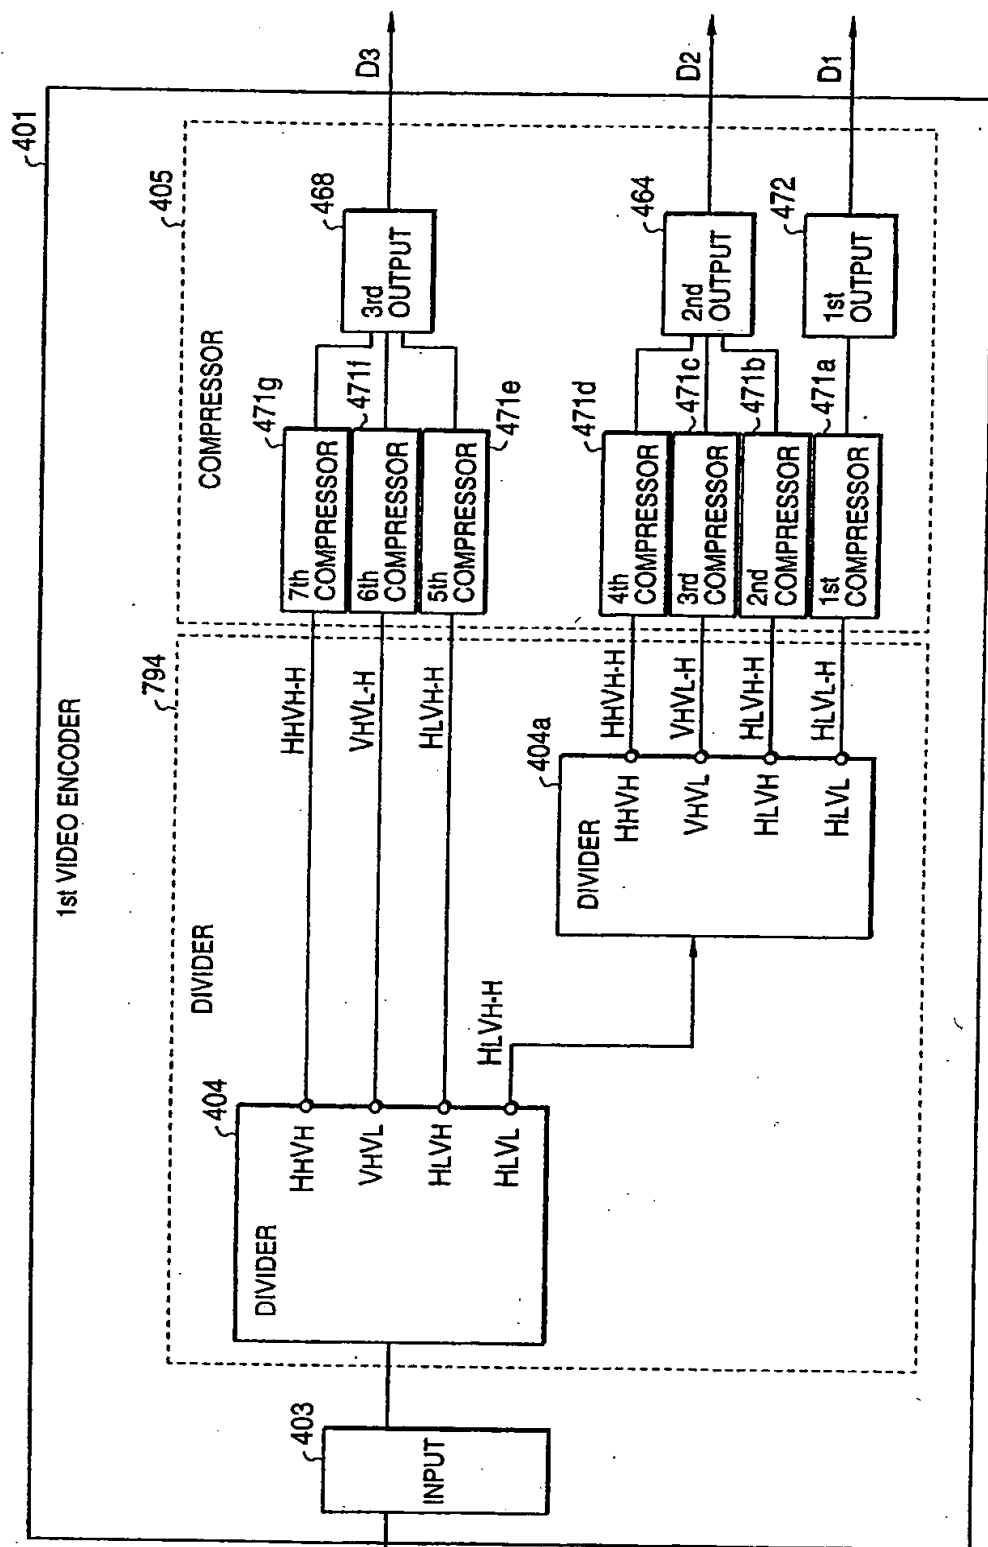 401
1st VIDEO ENCODER
403
INPUT
794
DIVIDER
404
DIVIDER
HHVH
VHVL
HLVH
HLVL
HHVH-H
VHVL-H
HLVH-H
HLVH-H
404a
DIVIDER
HHVH
VHVL
HLVH
HLVL
HHVH-H
VHVL-H
HLVH-H
HLVL-H
405
COMPRESSOR
471g
7th
COMPRESSOR
471f
6th
COMPRESSOR
471e
5th
COMPRESSOR
471d
4th
COMPRESSOR
471c
3rd
COMPRESSOR
471b
2nd
COMPRESSOR
471a
1st
COMPRESSOR
468
3rd
OUTPUT
464
2nd
OUTPUT
472
1st
OUTPUT
D3
D2
D1